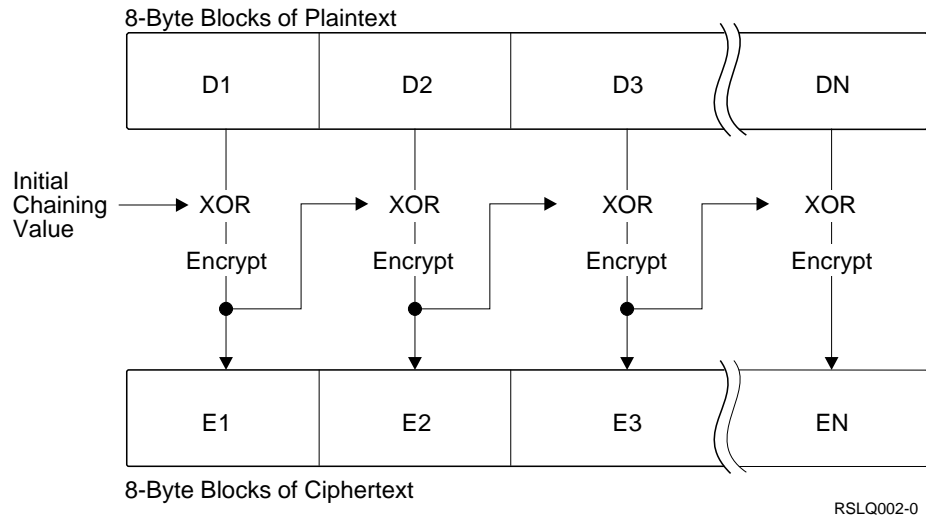 8-Byte Blocks of Plaintext
D1 D2 D3 DN
Initial
Chaining
Value
XOR XOR XOR XOR
Encrypt Encrypt Encrypt Encrypt
E1 E2 E3 EN
8-Byte Blocks of Ciphertext
RSLQ002-0